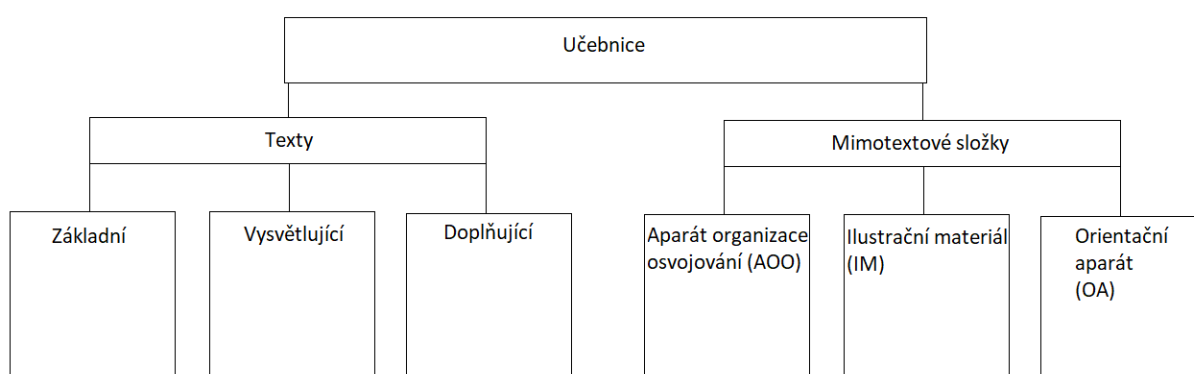 Učebnice
Texty
Mimotextové složky
Základní
Vysvětlující
Doplňující
Aparát organizace
osvojování (AOO)
Ilustrační materiál
(IM)
Orientační
aparát
(OA)